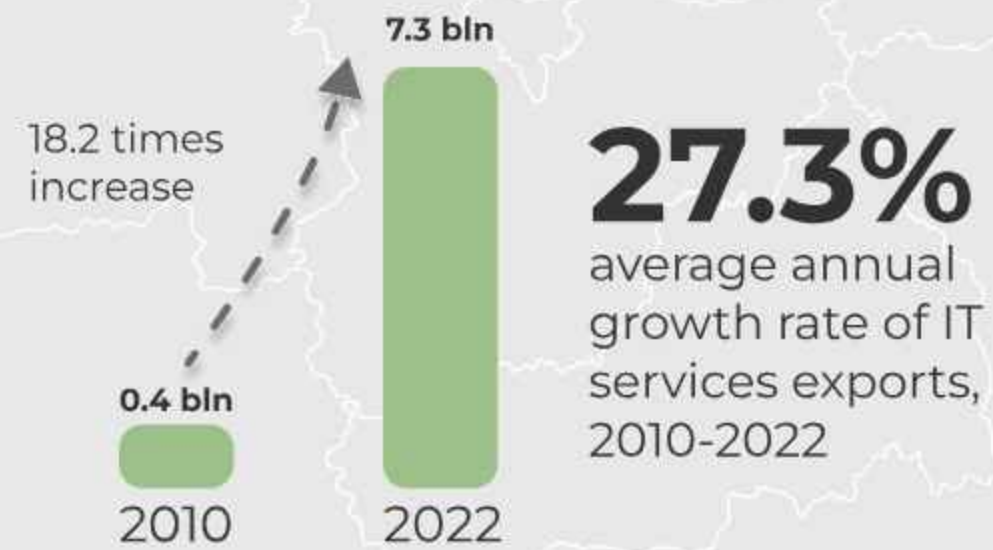 7.3 bln
18.2 times
increase
0.4 bln
2010
2022
27.3%
average annual
growth rate of IT
services exports,
2010-2022